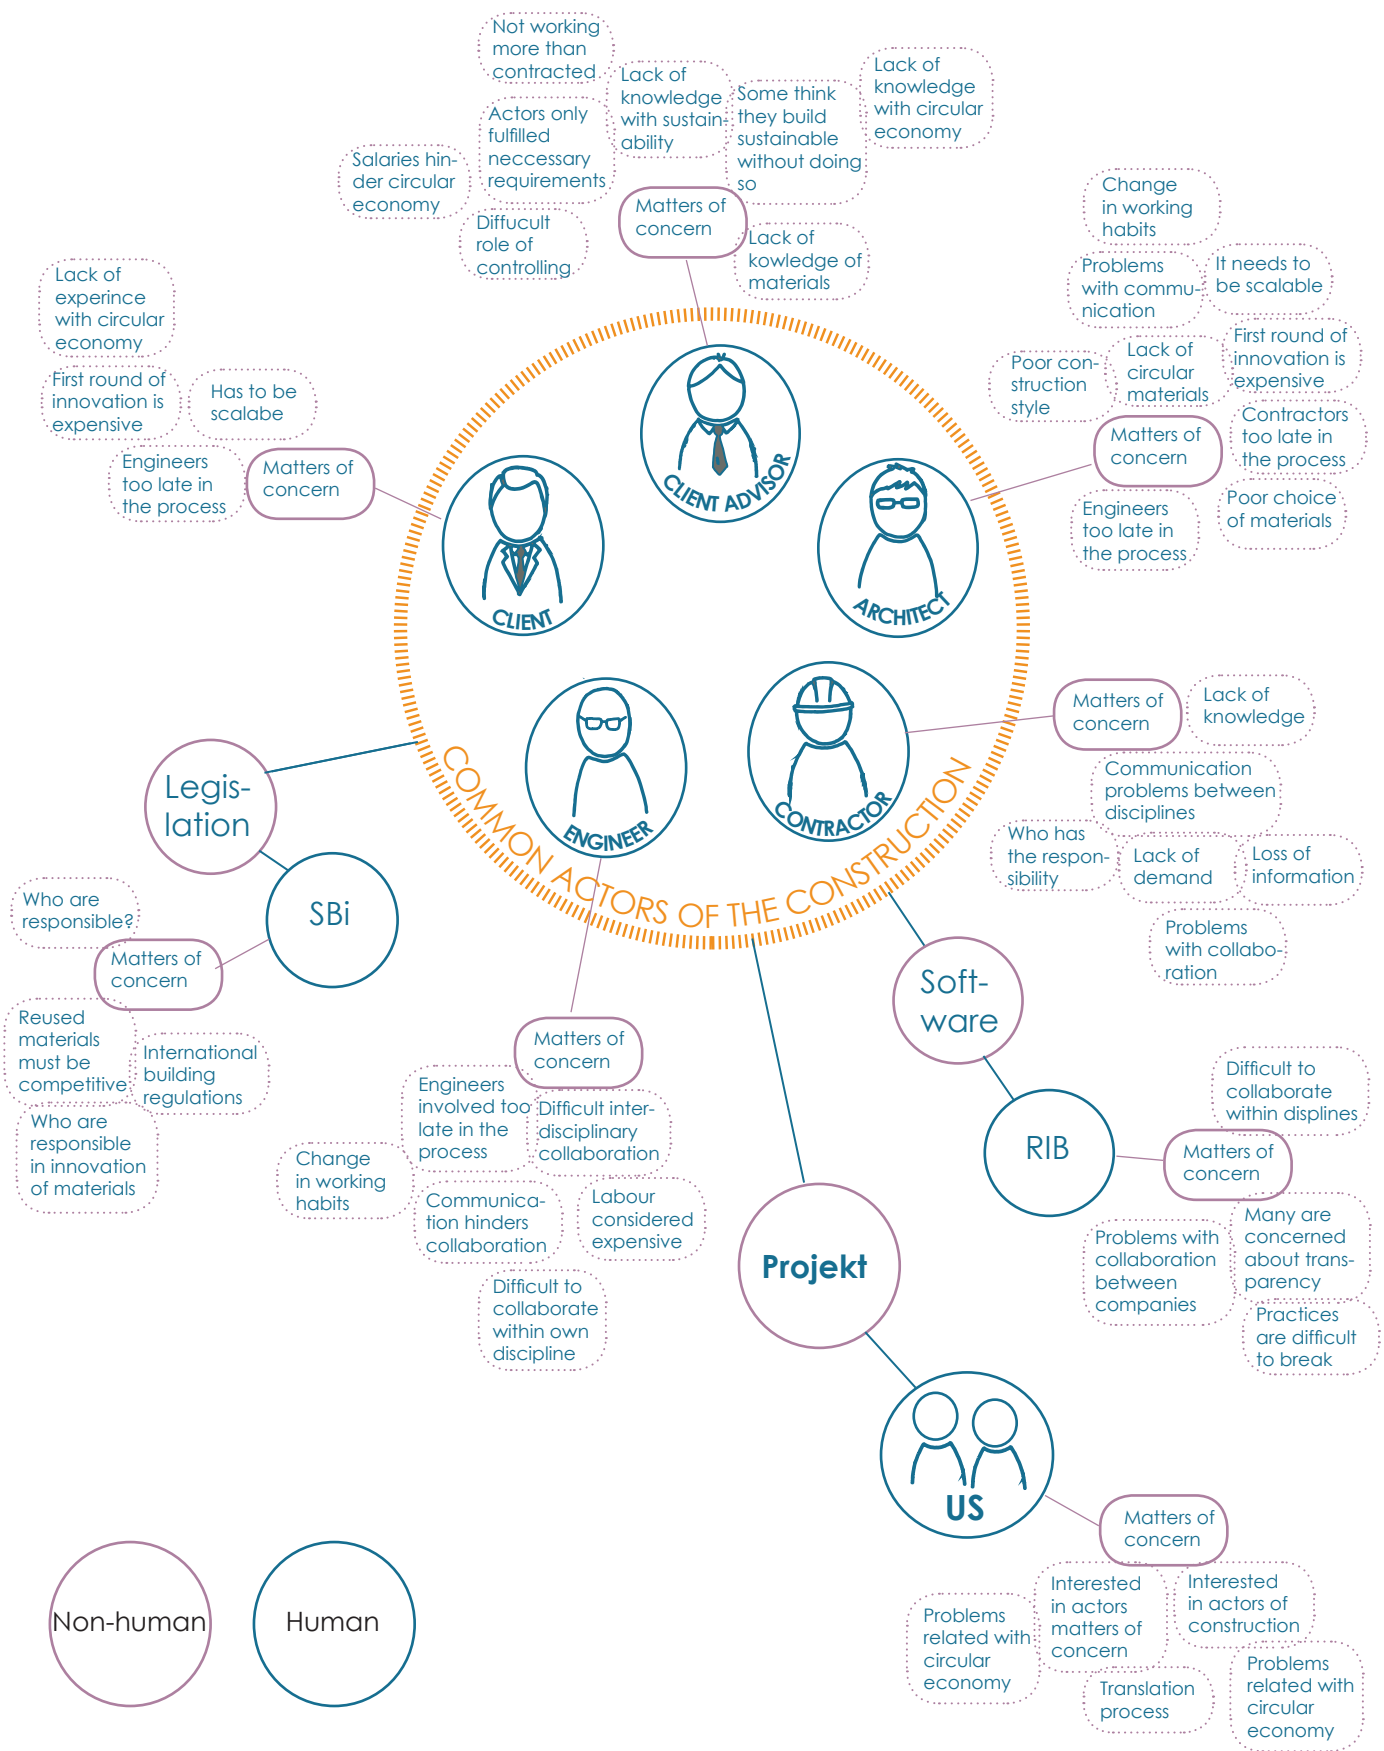 Not working
more than
contracted
Lack of
knowledge
with sustain-
ability
Some think
they build
sustainable
without doing
so
Lack of
knowledge
with circular
economy
Actors only
fulfilled
neccessary
requirements
Salaries hin-
der circular
economy
Diffucult
role of
controlling
Matters of
concern
Lack of
kowledge of
materials
Change
in working
habits
Problems
with commu-
nication
It needs to
be scalable
Poor con-
struction
style
Lack of
circular
materials
First round of
innovation is
expensive
Matters of
concern
Contractors
too late in
the process
Engineers
too late in
the process
Poor choice
of materials
Lack of
experince
with circular
economy
First round of
innovation is
expensive
Has to be
scalabe
Engineers
too late in
the process
Matters of
concern
CLIENT ADVISOR
CLIENT
ARCHITECT
ENGINEER
CONTRACTOR
COMMON ACTORS OF THE CONSTRUCTION
Matters of
concern
Lack of
knowledge
Communication
problems between
disciplines
Who has
the respon-
sibility
Lack of
demand
Loss of
information
Problems
with collabo-
ration
Legis-
lation
SBi
Who are
responsible?
Matters of
concern
Reused
materials
must be
competitive
International
building
regulations
Who are
responsible
in innovation
of materials
Matters of
concern
Engineers
involved too
late in the
process
Difficult inter-
disciplinary
collaboration
Change
in working
habits
Communica-
tion hinders
collaboration
Labour
considered
expensive
Difficult to
collaborate
within own
discipline
Soft-
ware
RIB
Difficult to
collaborate
within displines
Matters of
concern
Problems with
collaboration
between
companies
Many are
concerned
about trans-
parency
Practices
are difficult
to break
Projekt
US
Matters of
concern
Problems
related with
circular
economy
Interested
in actors
matters of
concern
Interested
in actors of
construction
Translation
process
Problems
related with
circular
economy
Non-human
Human